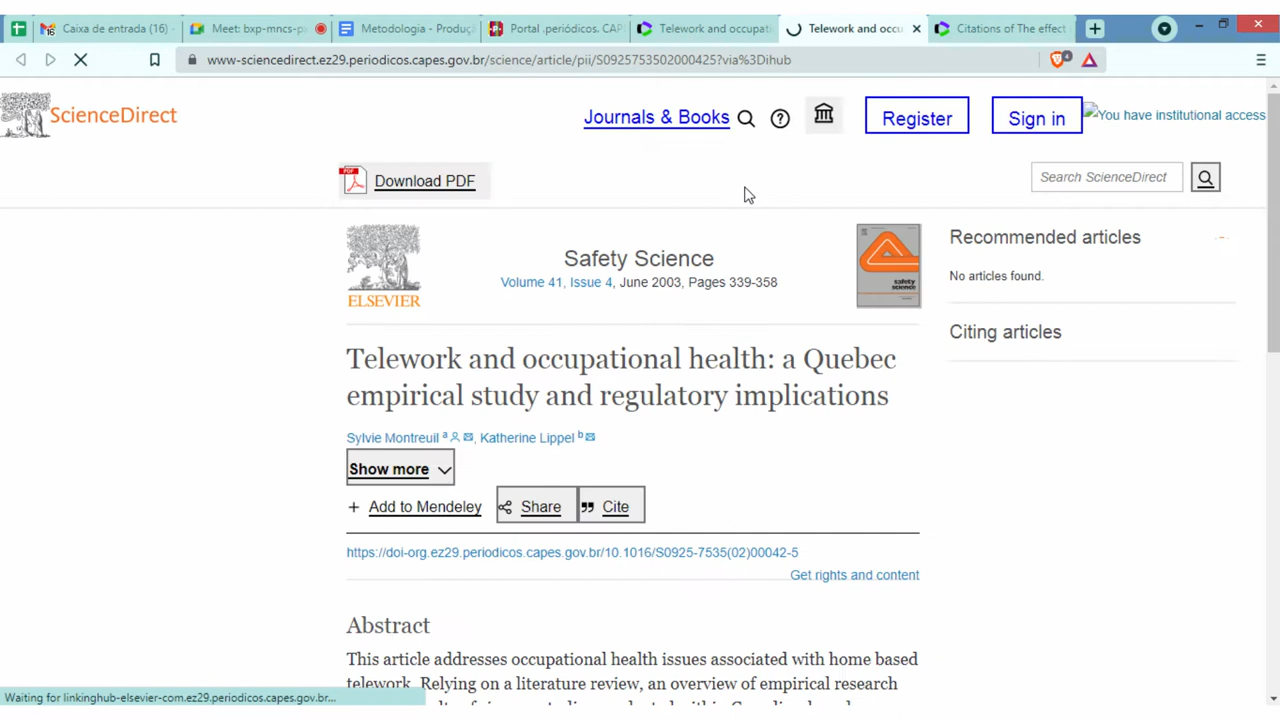 Caixa de entrada (16)
Meet: bxp-mncs-p
Metodologia - Produç
Portal .periódicos. CAP
Telework and occupati
Telework and occu
Citations of The effect
www-sciencedirect.ez29.periodicos.capes.gov.br/science/article/pii/S0925753502000425?via%3Dihub
ScienceDirect
Journals & Books
Register
Sign in
You have institutional access
Download PDF
Search ScienceDirect
ELSEVIER
Safety Science
Volume 41, Issue 4, June 2003, Pages 339-358
safety
science
Recommended articles
No articles found.
Citing articles
Telework and occupational health: a Quebec
empirical study and regulatory implications
Sylvie Montreuil a, Katherine Lippel b
Show more
+ Add to Mendeley
Share
Cite
https://doi-org.ez29.periodicos.capes.gov.br/10.1016/S0925-7535(02)00042-5
Get rights and content
Abstract
This article addresses occupational health issues associated with home based
telework. Relying on a literature review, an overview of empirical research
Waiting for linkinghub-elsevier-com.ez29.periodicos.capes.gov.br...